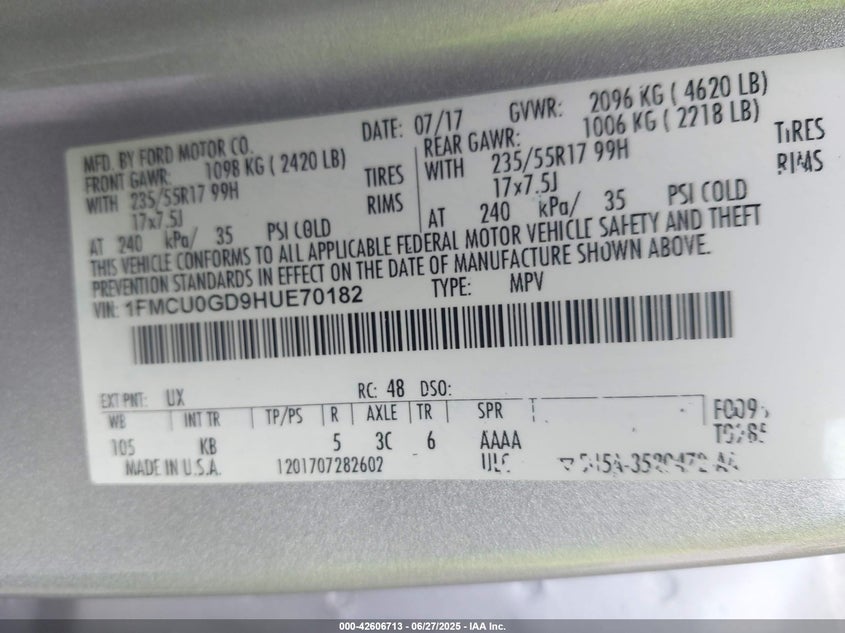 MFD. BY FORD MOTOR CO. DATE: 07/17 GVWR: 2096 KG ( 4620 LB)
FRONT GAWR: 1098 KG ( 2420 LB) REAR GAWR: 1006 KG ( 2218 LB)
WITH 235/55R17 99H TIRES WITH 235/55R17 99H TIRES
17x7.5J RIMS 17x7.5J RIMS
AT 240 kPa/ 35 PSI COLD AT 240 kPa/ 35 PSI COLD
THIS VEHICLE CONFORMS TO ALL APPLICABLE FEDERAL MOTOR VEHICLE SAFETY AND THEFT
PREVENTION STANDARDS IN EFFECT ON THE DATE OF MANUFACTURE SHOWN ABOVE.
VIN: 1FMCU0GD9HUE70182 TYPE: MPV
EXT PNT: UX RC: 48 DSO:
WB INT TR TP/PS R AXLE TR SPR
105 KB 5 3C 6 AAAA
MADE IN U.S.A. 1201707282602
000-42606713 - 06/27/2025 - IAA Inc.